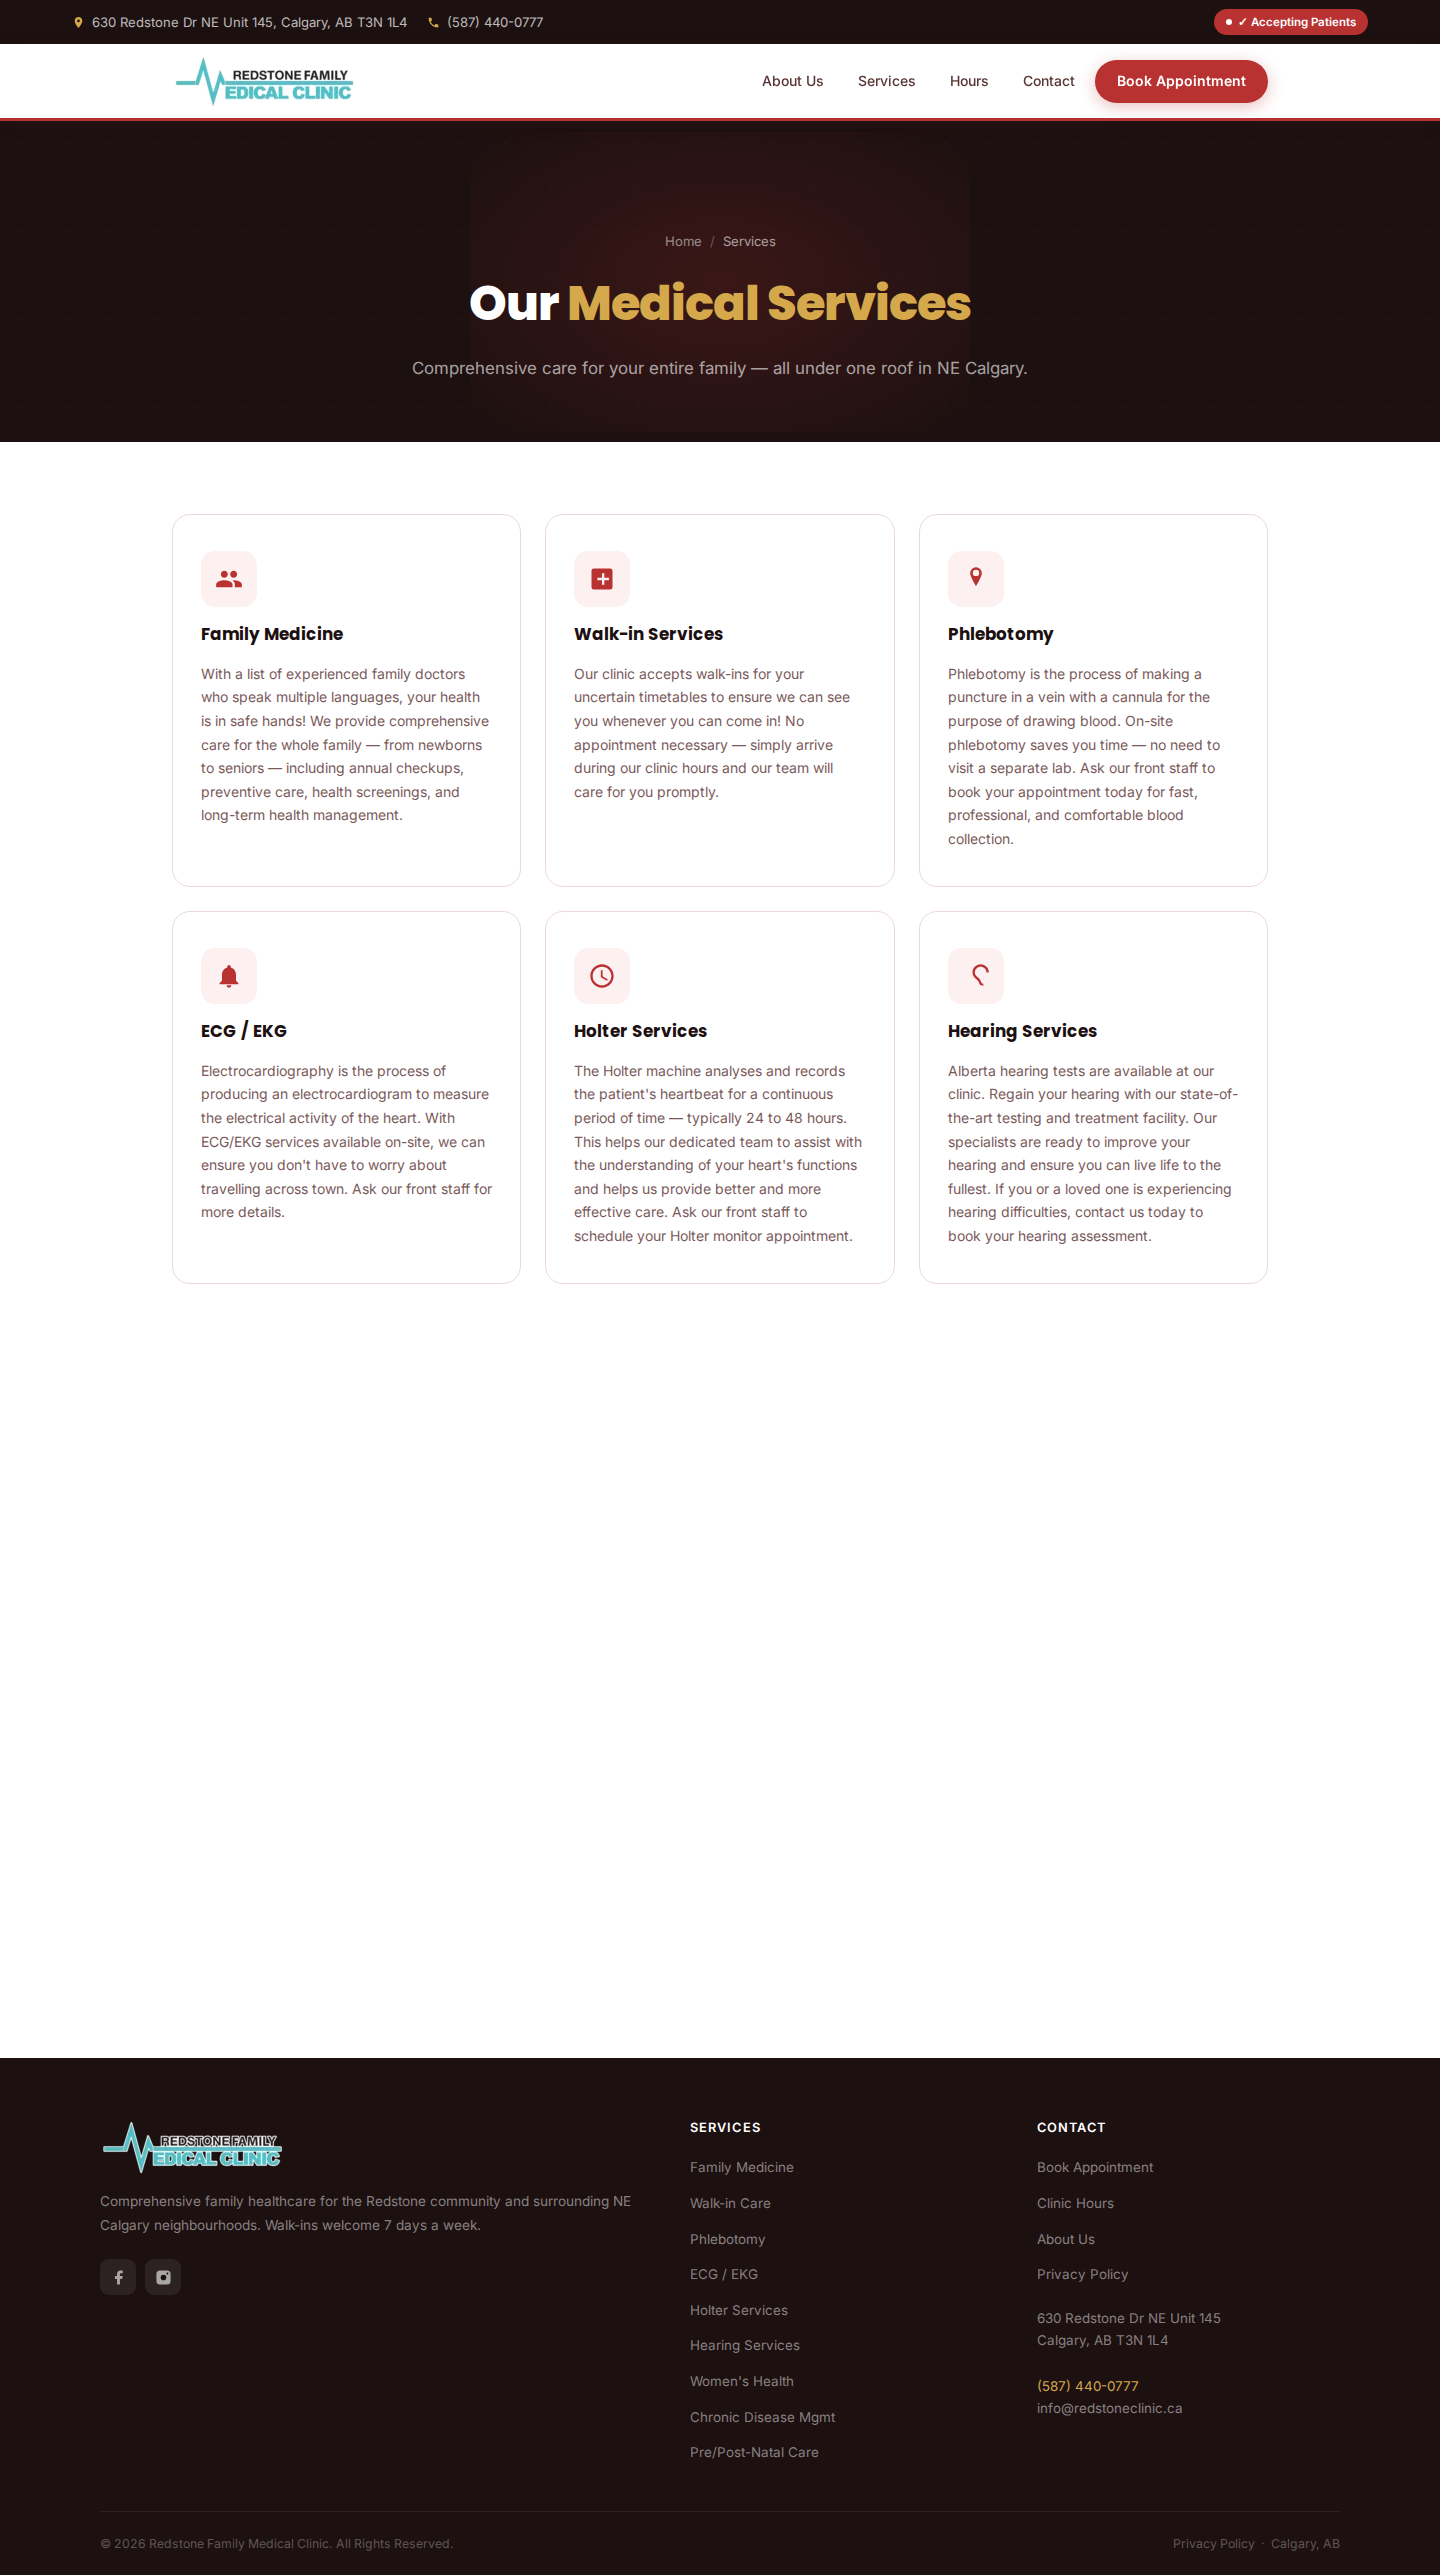 630 Redstone Dr NE Unit 145, Calgary, AB T3N 1L4
(587) 440-0777
✓ Accepting Patients
REDSTONE FAMILY
EDICAL CLINIC
About Us
Services
Hours
Contact
Book Appointment
Home / Services
Our Medical Services
Comprehensive care for your entire family — all under one roof in NE Calgary.
Family Medicine
With a list of experienced family doctors
who speak multiple languages, your health
is in safe hands! We provide comprehensive
care for the whole family — from newborns
to seniors — including annual checkups,
preventive care, health screenings, and
long-term health management.
Walk-in Services
Our clinic accepts walk-ins for your
uncertain timetables to ensure we can see
you whenever you can come in! No
appointment necessary — simply arrive
during our clinic hours and our team will
care for you promptly.
Phlebotomy
Phlebotomy is the process of making a
puncture in a vein with a cannula for the
purpose of drawing blood. On-site
phlebotomy saves you time — no need to
visit a separate lab. Ask our front staff to
book your appointment today for fast,
professional, and comfortable blood
collection.
ECG / EKG
Electrocardiography is the process of
producing an electrocardiogram to measure
the electrical activity of the heart. With
ECG/EKG services available on-site, we can
ensure you don't have to worry about
travelling across town. Ask our front staff for
more details.
Holter Services
The Holter machine analyses and records
the patient's heartbeat for a continuous
period of time — typically 24 to 48 hours.
This helps our dedicated team to assist with
the understanding of your heart's functions
and helps us provide better and more
effective care. Ask our front staff to
schedule your Holter monitor appointment.
Hearing Services
Alberta hearing tests are available at our
clinic. Regain your hearing with our state-of-
the-art testing and treatment facility. Our
specialists are ready to improve your
hearing and ensure you can live life to the
fullest. If you or a loved one is experiencing
hearing difficulties, contact us today to
book your hearing assessment.
REDSTONE FAMILY
EDICAL CLINIC
Comprehensive family healthcare for the Redstone community and surrounding NE
Calgary neighbourhoods. Walk-ins welcome 7 days a week.
SERVICES
Family Medicine
Walk-in Care
Phlebotomy
ECG / EKG
Holter Services
Hearing Services
Women's Health
Chronic Disease Mgmt
Pre/Post-Natal Care
CONTACT
Book Appointment
Clinic Hours
About Us
Privacy Policy
630 Redstone Dr NE Unit 145
Calgary, AB T3N 1L4
(587) 440-0777
info@redstoneclinic.ca
© 2026 Redstone Family Medical Clinic. All Rights Reserved.
Privacy Policy · Calgary, AB